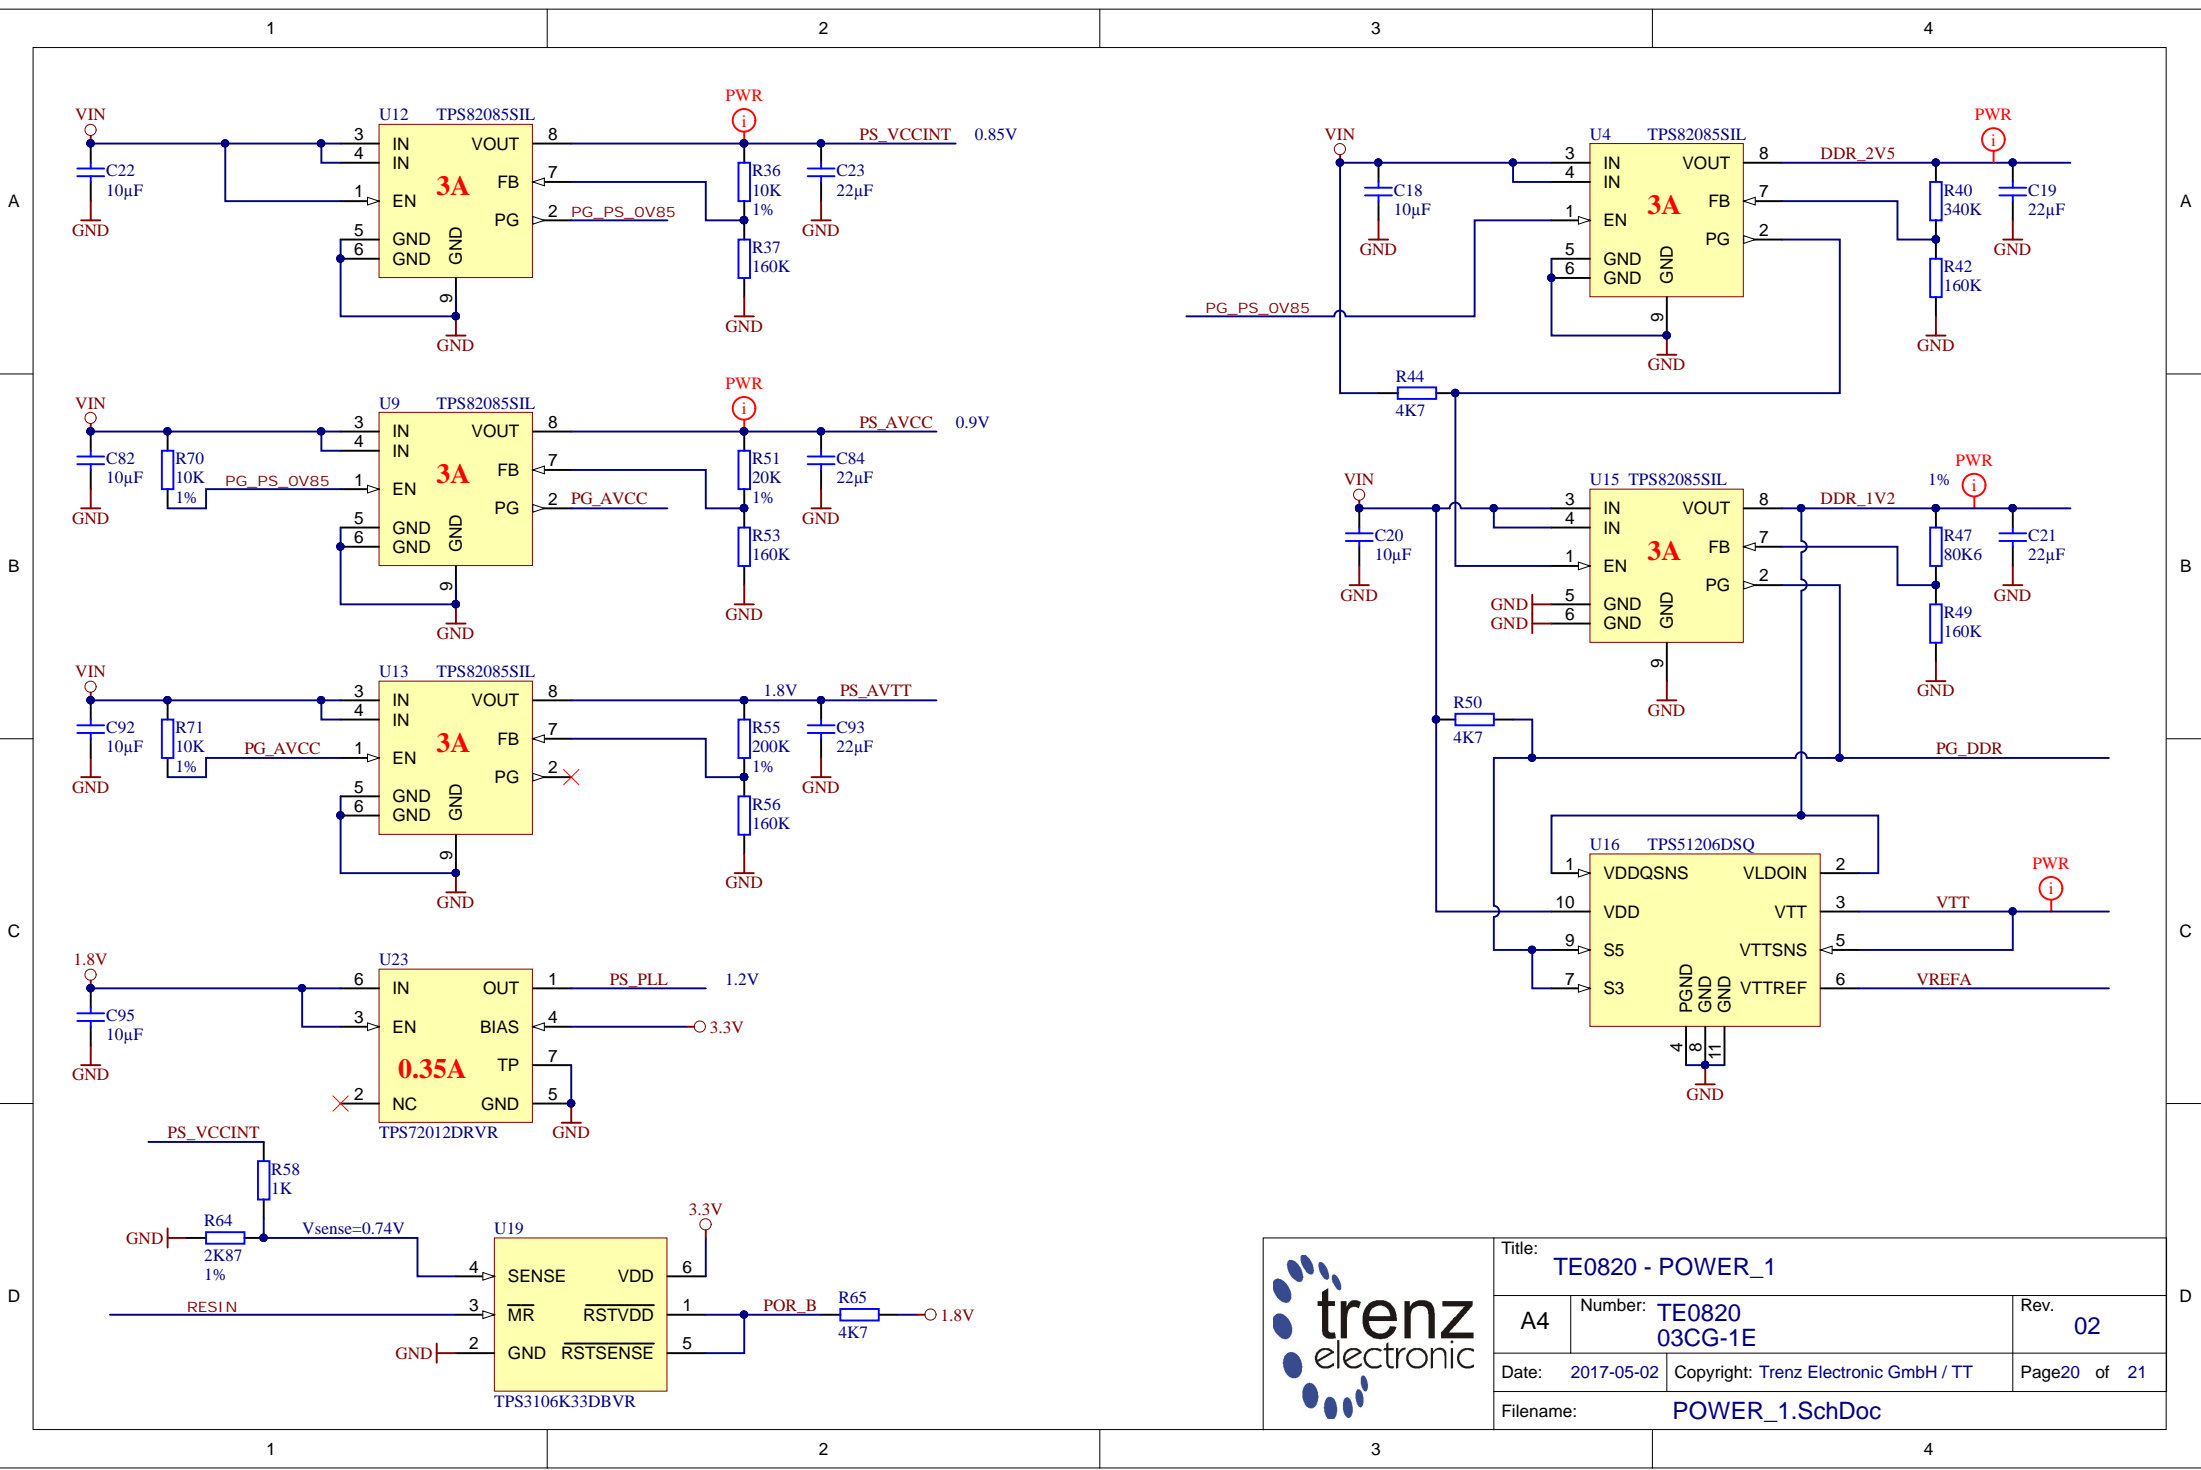 1 2 3 4
A
B
C
D
VIN
C22
10µF
GND
U12 TPS82085SIL
3 IN VOUT 8
4 IN
FB 7
1 EN
3A
PG 2 PG_PS_0V85
5 GND
6 GND
GND
9
GND
PWR
i
PS_VCCINT 0.85V
R36
10K
1%
C23
22µF
GND
R37
160K
GND
VIN
C82
10µF
GND
R70
10K
1%
PG_PS_0V85
U9 TPS82085SIL
3 IN VOUT 8
4 IN
FB 7
1 EN
3A
PG 2 PG_AVCC
5 GND
6 GND
GND
9
GND
PWR
i
PS_AVCC 0.9V
R51
20K
1%
C84
22µF
GND
R53
160K
GND
VIN
C92
10µF
GND
R71
10K
1%
PG_AVCC
U13 TPS82085SIL
3 IN VOUT 8
4 IN
FB 7
1 EN
3A
PG 2
5 GND
6 GND
GND
9
GND
1.8V PS_AVTT
R55
200K
1%
C93
22µF
GND
R56
160K
GND
1.8V
C95
10µF
GND
U23
6 IN OUT 1 PS_PLL 1.2V
3 EN BIAS 4 3.3V
0.35A
TP 7
2 NC GND 5
TPS72012DRVR
GND
PS_VCCINT
R58
1K
GND
R64
2K87
1%
Vsense=0.74V
U19
3.3V
4 SENSE VDD 6
RESIN 3 MR RSTVDD 1 POR_B
R65
4K7
1.8V
GND 2 GND RSTSENSE 5
TPS3106K33DBVR
VIN
C18
10µF
GND
PG_PS_0V85
U4 TPS82085SIL
3 IN VOUT 8 DDR_2V5
4 IN
FB 7
1 EN
3A
PG 2
5 GND
6 GND
GND
9
GND
PWR
i
R40
340K
C19
22µF
GND
R42
160K
GND
R44
4K7
VIN
C20
10µF
GND
U15 TPS82085SIL
3 IN VOUT 8 DDR_1V2
4 IN
FB 7
1 EN
3A
PG 2
GND 5 GND
GND 6 GND
GND
9
GND
1%
PWR
i
R47
80K6
C21
22µF
GND
R49
160K
GND
R50
4K7
PG_DDR
U16 TPS51206DSQ
1 VDDQSNS VLDOIN 2
10 VDD VTT 3 VTT
PWR
i
9 S5 VTTSNS 5
7 S3 VTTREF 6 VREFA
PGND
GND
GND
4
8
11
GND
trenz
electronic
Title:
TE0820 - POWER_1
A4
Number: TE0820
03CG-1E
Rev.
02
Date: 2017-05-02 Copyright: Trenz Electronic GmbH / TT Page20 of 21
Filename: POWER_1.SchDoc
A
B
C
D
1 2 3 4